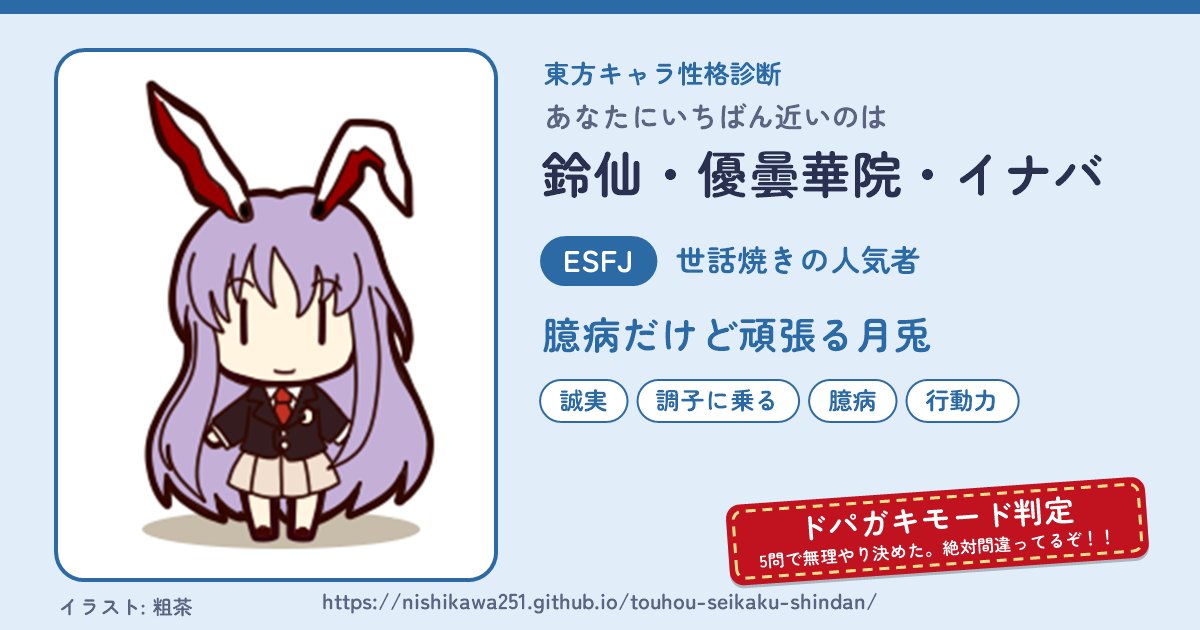 東方キャラ性格診断
あなたにいちばん近いのは
鈴仙・優曇華院・イナバ
ESFJ 世話焼きの人気者
臆病だけど頑張る月兎
誠実 調子に乗る 臆病 行動力
ドパガキモード判定
5問で無理やり決めた。絶対間違ってるぞ！！
イラスト: 粗茶
https://nishikawa251.github.io/touhou-seikaku-shindan/